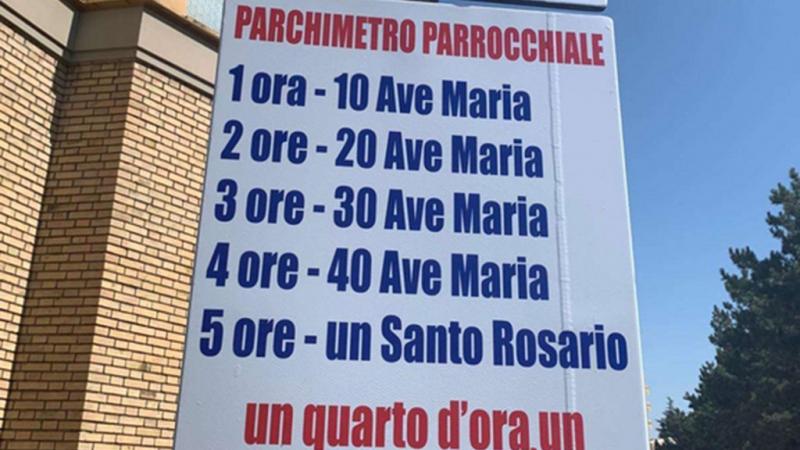 PARCHIMETRO PARROCCHIALE
1 ora - 10 Ave Maria
2 ore - 20 Ave Maria
3 ore - 30 Ave Maria
4 ore - 40 Ave Maria
5 ore - un Santo Rosario
un quarto d'ora,un